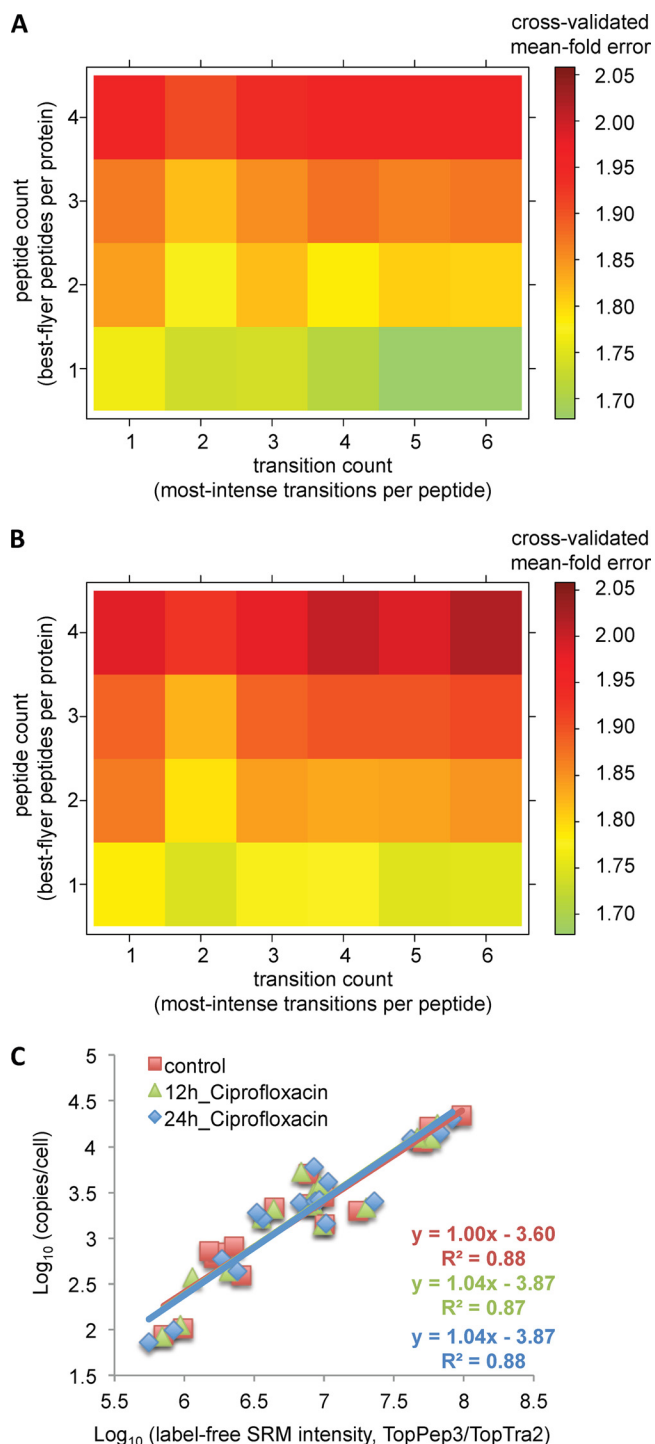 A
cross-validated
mean-fold error
peptide count
(best-flyer peptides per protein)
4
3
2
1
1 2 3 4 5 6
transition count
(most-intense transitions per peptide)
2.05
2.00
1.95
1.90
1.85
1.80
1.75
1.70
B
cross-validated
mean-fold error
peptide count
(best-flyer peptides per protein)
4
3
2
1
1 2 3 4 5 6
transition count
(most-intense transitions per peptide)
2.05
2.00
1.95
1.90
1.85
1.80
1.75
1.70
C
Log₁₀ (copies/cell)
5
4.5
4
3.5
3
2.5
2
1.5
control
12h_Ciprofloxacin
24h_Ciprofloxacin
y = 1.00x - 3.60
R² = 0.88
y = 1.04x - 3.87
R² = 0.87
y = 1.04x - 3.87
R² = 0.88
5.5 6 6.5 7 7.5 8 8.5
Log₁₀ (label-free SRM intensity, TopPep3/TopTra2)